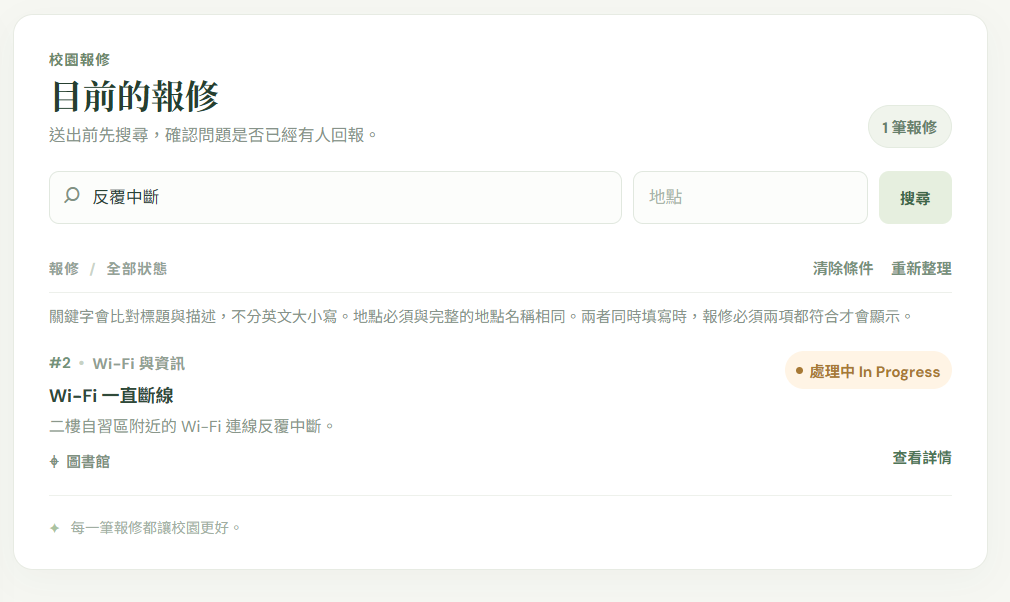 校園報修
目前的報修
送出前先搜尋，確認問題是否已經有人回報。
1 筆報修
反覆中斷
地點
搜尋
報修 / 全部狀態
清除條件 重新整理
關鍵字會比對標題與描述，不分英文大小寫。地點必須與完整的地點名稱相同。兩者同時填寫時，報修必須兩項都符合才會顯示。
#2 • Wi-Fi 與資訊
處理中 In Progress
Wi-Fi 一直斷線
二樓自習區附近的 Wi-Fi 連線反覆中斷。
圖書館
查看詳情
每一筆報修都讓校園更好。